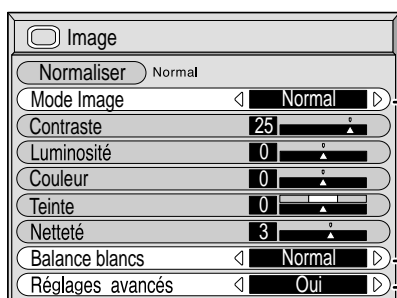 Image
Normaliser Normal
Mode Image Normal
Contraste 25
Luminosité 0
Couleur 0
Teinte 0
Netteté 3
Balance blancs Normal
Réglages avancés Oui